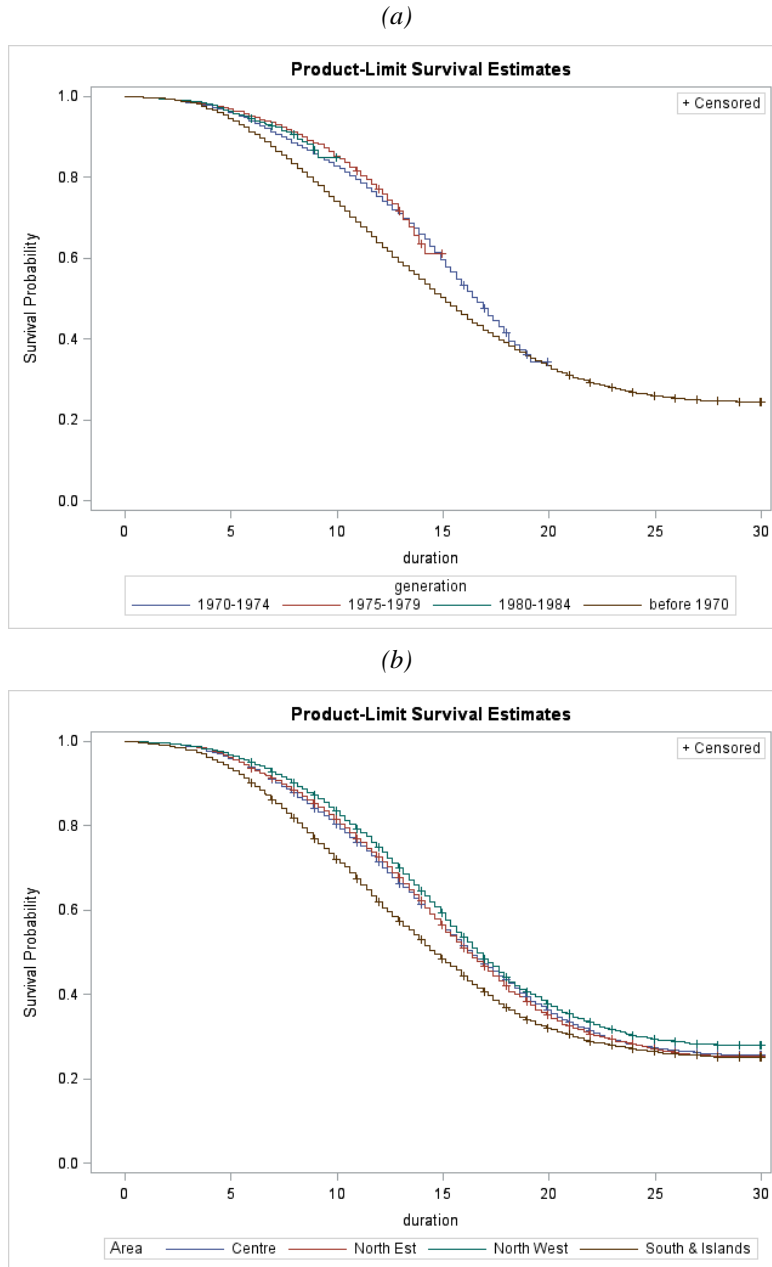 (a)
Product-Limit Survival Estimates
+ Censored
1.0
0.8
0.6
0.4
0.2
0.0
Survival Probability
0 5 10 15 20 25 30
duration
generation
1970-1974 1975-1979 1980-1984 before 1970
(b)
Product-Limit Survival Estimates
+ Censored
1.0
0.8
0.6
0.4
0.2
0.0
Survival Probability
0 5 10 15 20 25 30
duration
Area Centre North Est North West South & Islands